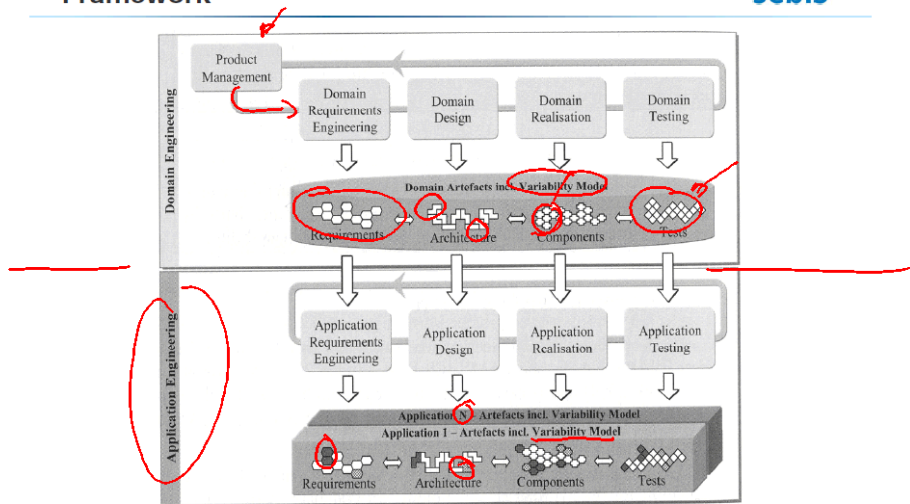 Framework
sebis
Product
Management
Domain Engineering
Domain
Requirements
Engineering
Domain
Design
Domain
Realisation
Domain
Testing
Domain Artefacts incl. Variability Model
Requirements
Architecture
Components
Tests
Application Engineering
Application
Requirements
Engineering
Application
Design
Application
Realisation
Application
Testing
Application N – Artefacts incl. Variability Model
Application 1 – Artefacts incl. Variability Model
Requirements
Architecture
Components
Tests